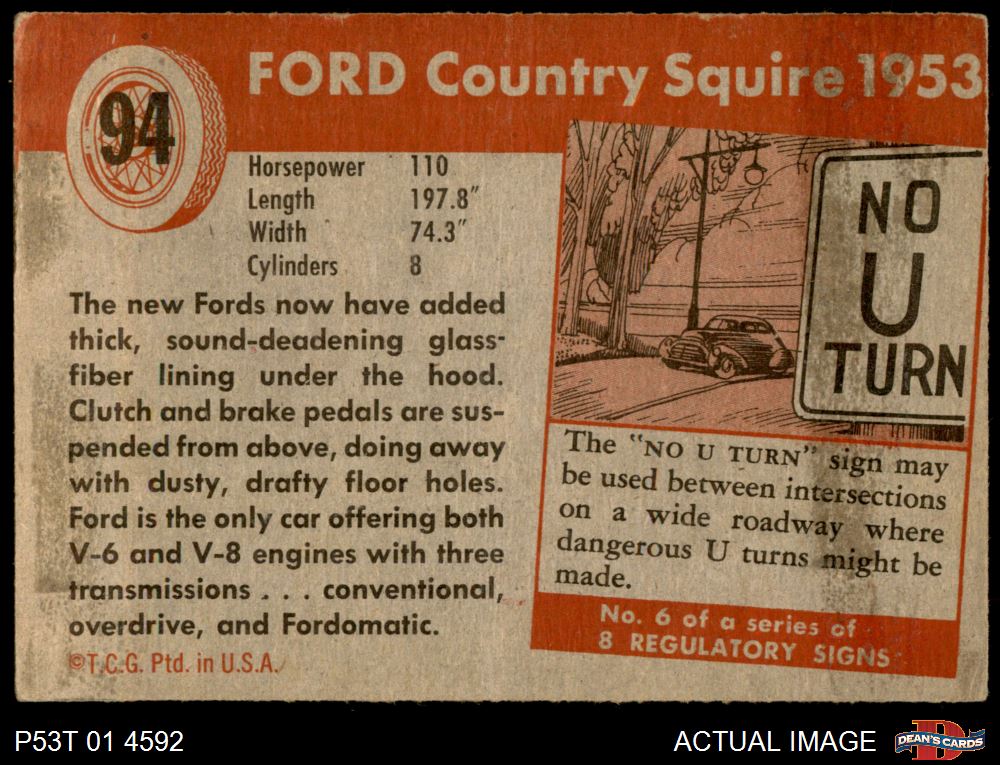 94
FORD Country Squire 1953
Horsepower 110
Length 197.8"
Width 74.3"
Cylinders 8
The new Fords now have added
thick, sound-deadening glass-
fiber lining under the hood.
Clutch and brake pedals are sus-
pended from above, doing away
with dusty, drafty floor holes.
Ford is the only car offering both
V-6 and V-8 engines with three
transmissions . . . conventional,
overdrive, and Fordomatic.
©T.C.G. Ptd. in U.S.A.
NO
U
TURN
The "NO U TURN" sign may
be used between intersections
on a wide roadway where
dangerous U turns might be
made.
No. 6 of a series of
8 REGULATORY SIGNS
P53T 01 4592
ACTUAL IMAGE
D
DEAN'S CARDS